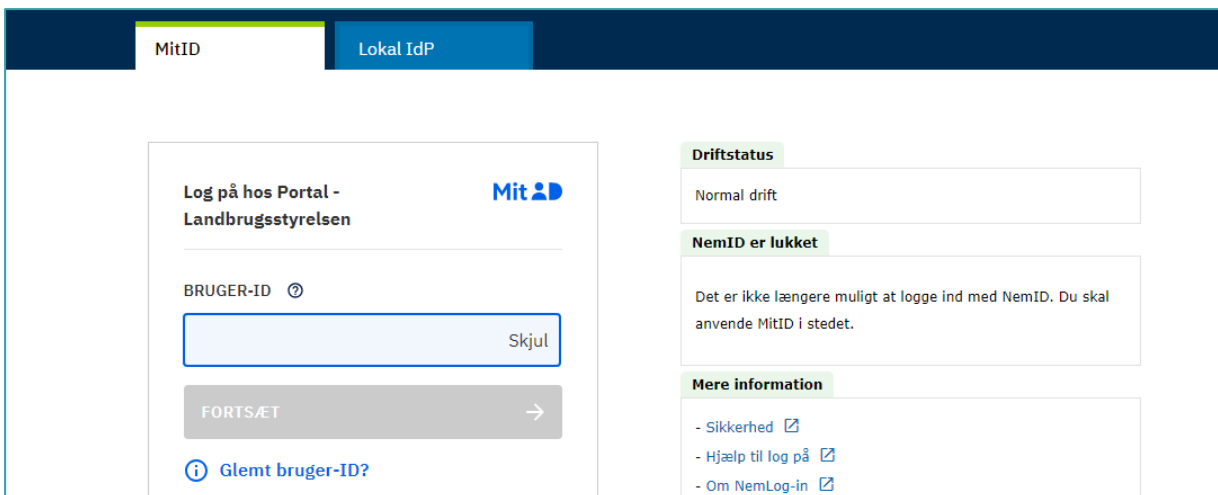 MitID
Lokal IdP
Log på hos Portal -
Landbrugsstyrelsen
Mit D
BRUGER-ID
Skjul
FORTSÆT
Glemt bruger-ID?
Driftstatus
Normal drift
NemID er lukket
Det er ikke længere muligt at logge ind med NemID. Du skal
anvende MitID i stedet.
Mere information
- Sikkerhed
- Hjælp til log på
- Om NemLog-in